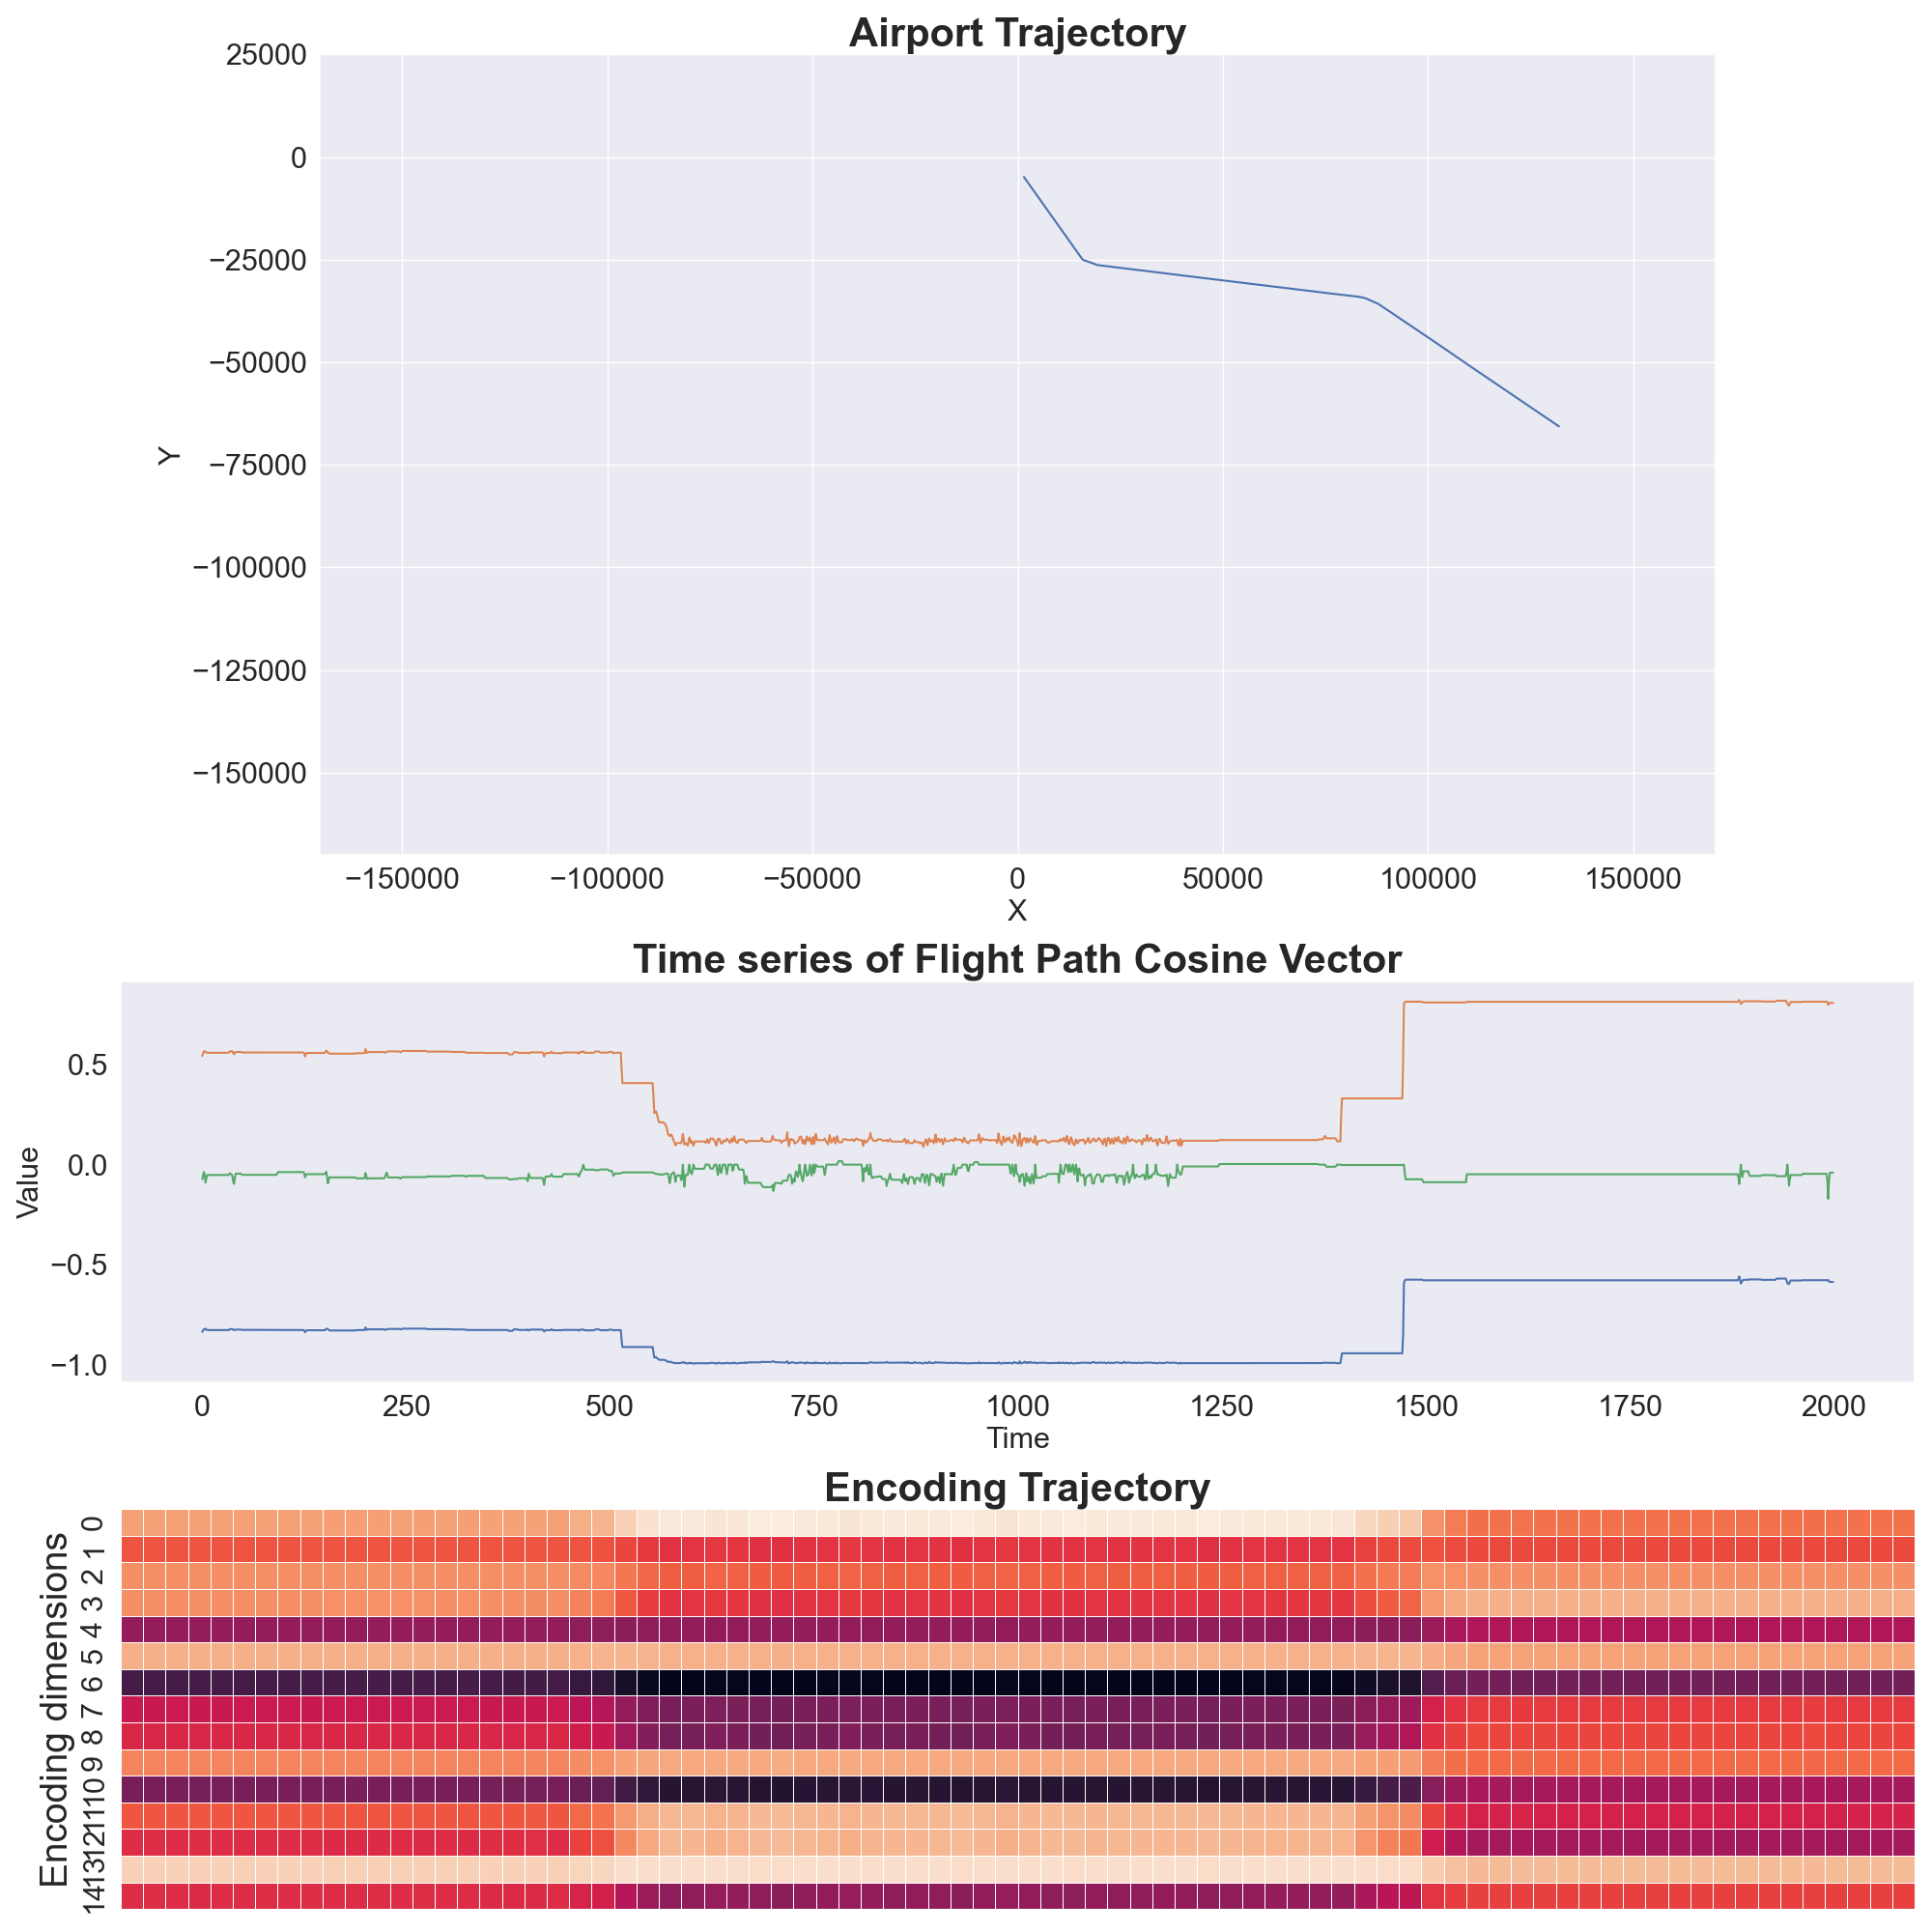 Airport Trajectory
25000
0
−25000
−50000
−75000
−100000
−125000
−150000
Y
−150000 −100000 −50000 0 50000 100000 150000
X
Time series of Flight Path Cosine Vector
0.5
0.0
−0.5
−1.0
Value
0 250 500 750 1000 1250 1500 1750 2000
Time
Encoding Trajectory
Encoding dimensions
0
1
2
3
4
5
6
7
8
9
10
11
12
13
14